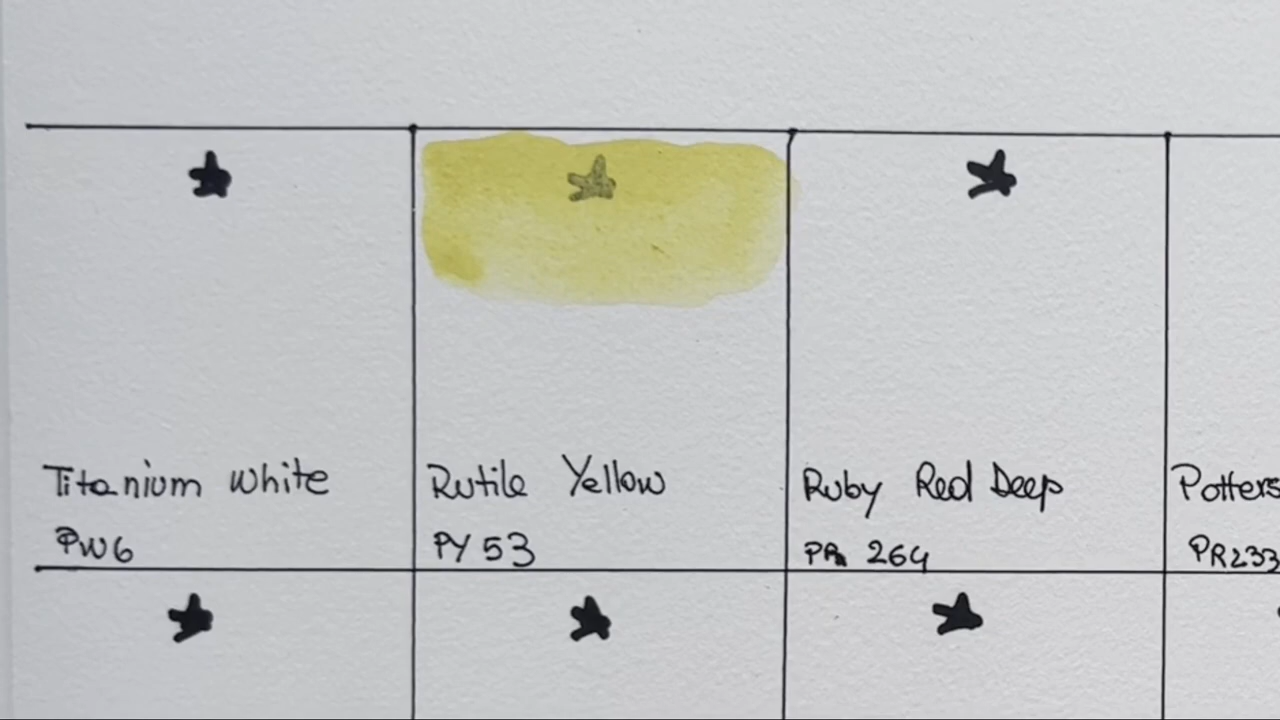 Titanium white
PW6
Rutile Yellow
PY 53
Ruby Red Deep
PR 264
Potters
PR233